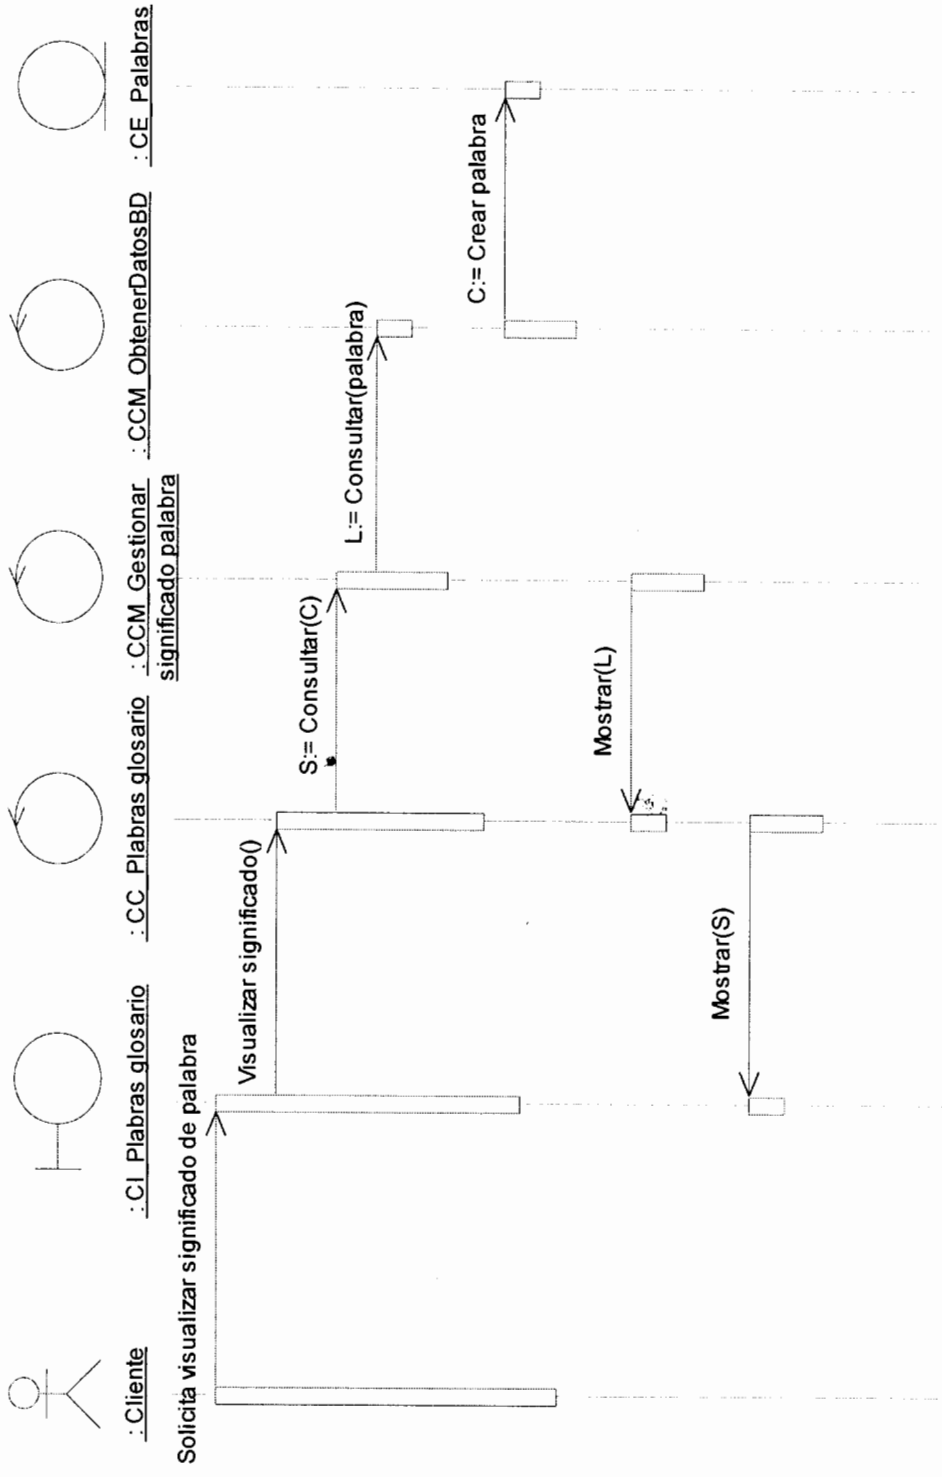 : Cliente
: CI_Plabras glosario
: CC_Plabras glosario
: CCM_Gestionar
significado palabra
: CCM_ObtenerDatosBD
: CE_Palabras
Solicita visualizar significado de palabra
Visualizar significado()
S:= Consultar(C)
L:= Consultar(palabra)
C:= Crear palabra
Mostrar(L)
Mostrar(S)